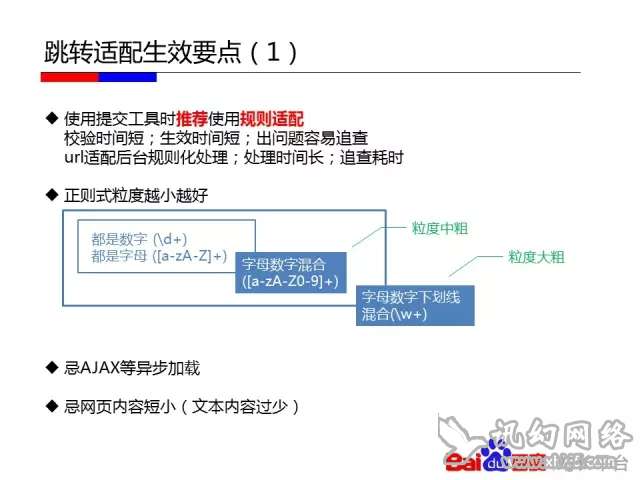 跳转适配生效要点（1）
◆ 使用提交工具时推荐使用规则适配
校验时间短；生效时间短；出问题容易追查
url适配后台规则化处理；处理时间长；追查耗时
◆ 正则式粒度越小越好
都是数字 (\d+)
都是字母 ([a-zA-Z]+)
字母数字混合
([a-zA-Z0-9]+)
粒度中粗
粒度大粗
字母数字下划线
混合(\w+)
◆ 忌AJAX等异步加载
◆ 忌网页内容短小（文本内容过少）
讯幻网络
Bai du 百度
平台